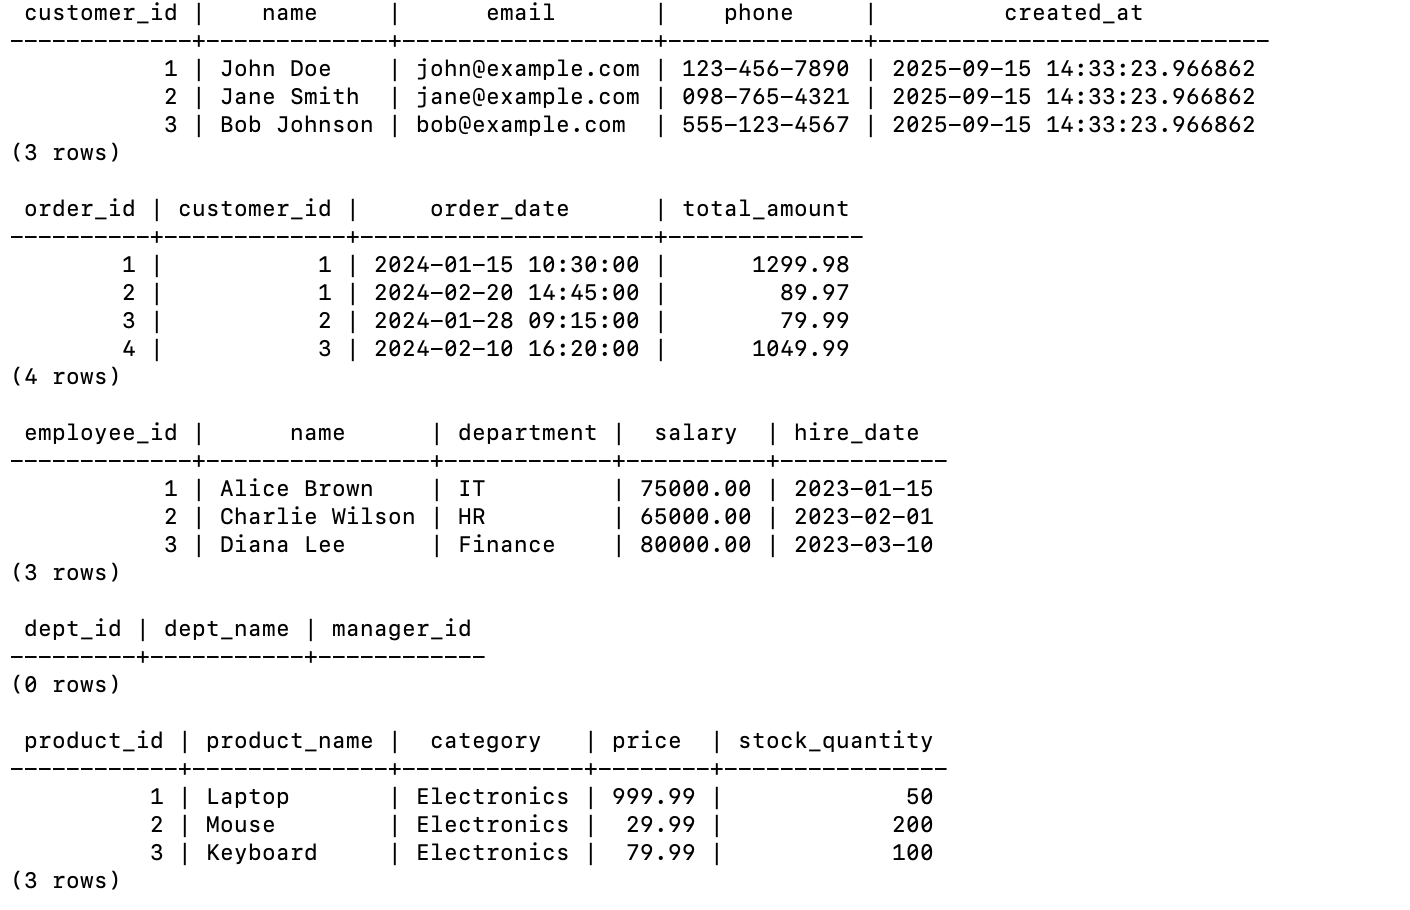 customer_id |    name     |       email       |    phone     |         created_at
-------------+-------------+-------------------+--------------+----------------------------
           1 | John Doe    | john@example.com | 123-456-7890 | 2025-09-15 14:33:23.966862
           2 | Jane Smith  | jane@example.com | 098-765-4321 | 2025-09-15 14:33:23.966862
           3 | Bob Johnson | bob@example.com  | 555-123-4567 | 2025-09-15 14:33:23.966862
(3 rows)

 order_id | customer_id |     order_date      | total_amount
----------+-------------+---------------------+--------------
        1 |           1 | 2024-01-15 10:30:00 |      1299.98
        2 |           1 | 2024-02-20 14:45:00 |        89.97
        3 |           2 | 2024-01-28 09:15:00 |        79.99
        4 |           3 | 2024-02-10 16:20:00 |      1049.99
(4 rows)

 employee_id |      name      | department |  salary  | hire_date
-------------+----------------+------------+----------+------------
           1 | Alice Brown    | IT         | 75000.00 | 2023-01-15
           2 | Charlie Wilson | HR         | 65000.00 | 2023-02-01
           3 | Diana Lee      | Finance    | 80000.00 | 2023-03-10
(3 rows)

 dept_id | dept_name | manager_id
---------+-----------+------------
(0 rows)

 product_id | product_name |  category   | price  | stock_quantity
------------+--------------+-------------+--------+----------------
          1 | Laptop       | Electronics | 999.99 |             50
          2 | Mouse        | Electronics |  29.99 |            200
          3 | Keyboard     | Electronics |  79.99 |            100
(3 rows)